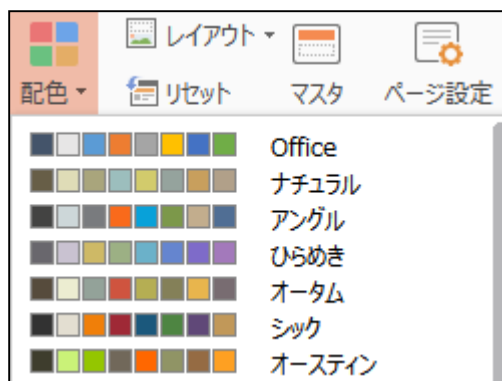 レイアウト
配色 リセット マスタ ページ設定
Office
ナチュラル
アングル
ひらめき
オータム
シック
オースティン